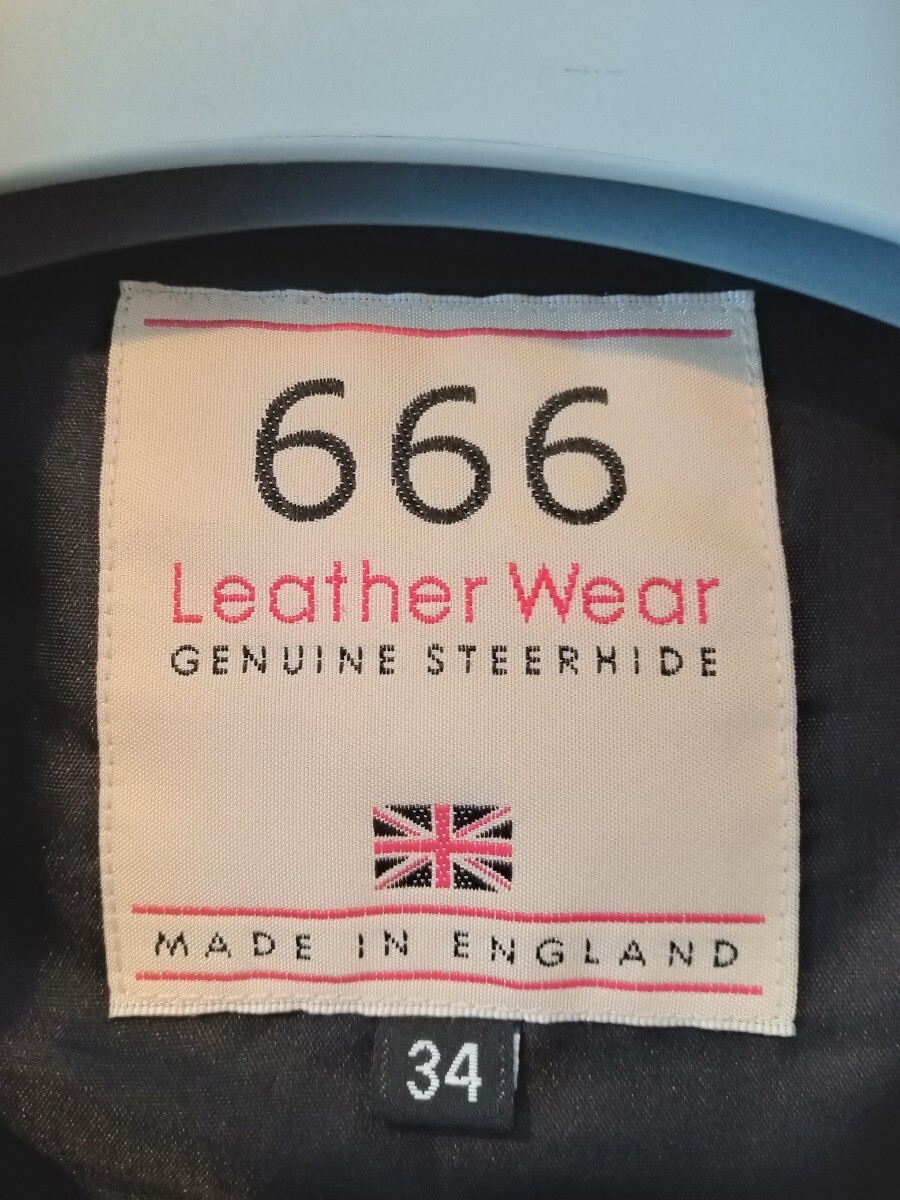 666
Leather Wear
GENUINE STEERHIDE
MADE IN ENGLAND
34